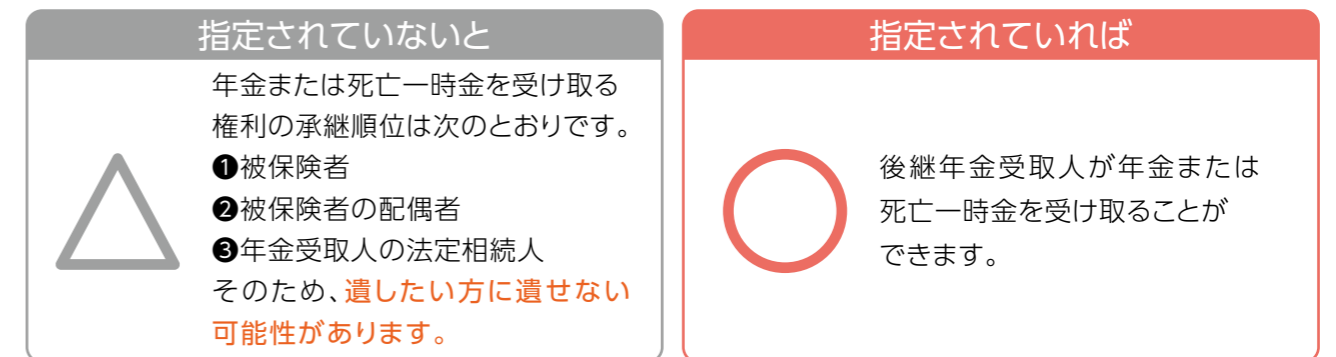 指定されていないと
年金または死亡一時金を受け取る
権利の承継順位は次のとおりです。
❶被保険者
❷被保険者の配偶者
❸年金受取人の法定相続人
そのため、遺したい方に遺せない
可能性があります。
指定されていれば
後継年金受取人が年金または
死亡一時金を受け取ることが
できます。